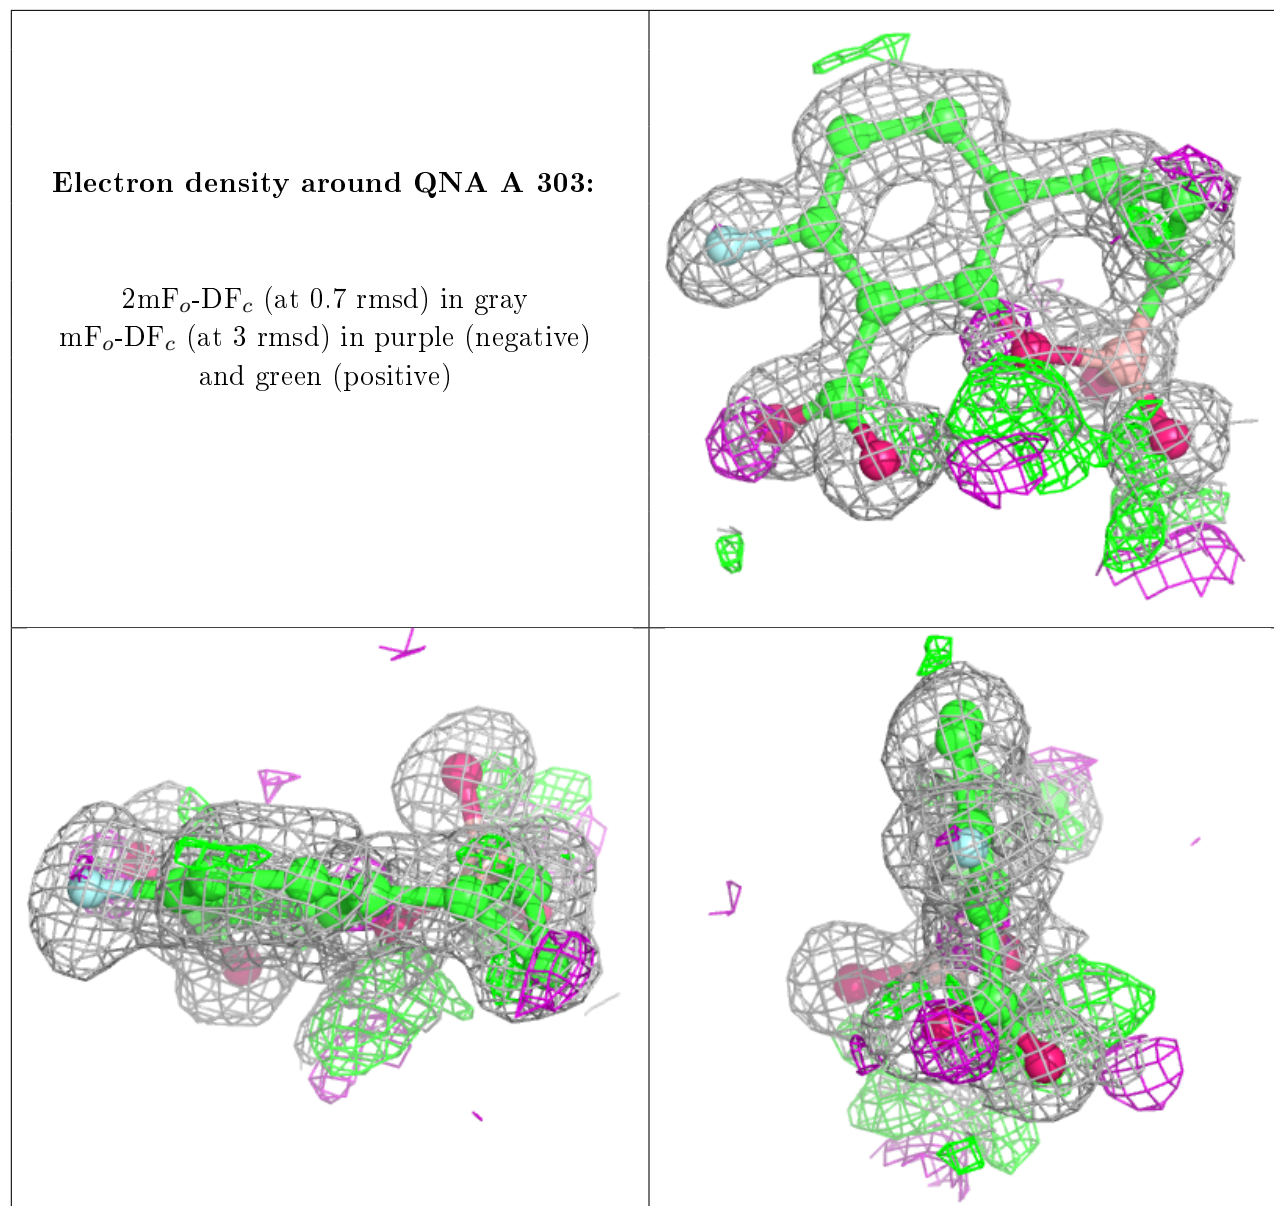 Electron density around QNA A 303:
2mFo-DFc (at 0.7 rmsd) in gray
mFo-DFc (at 3 rmsd) in purple (negative)
and green (positive)